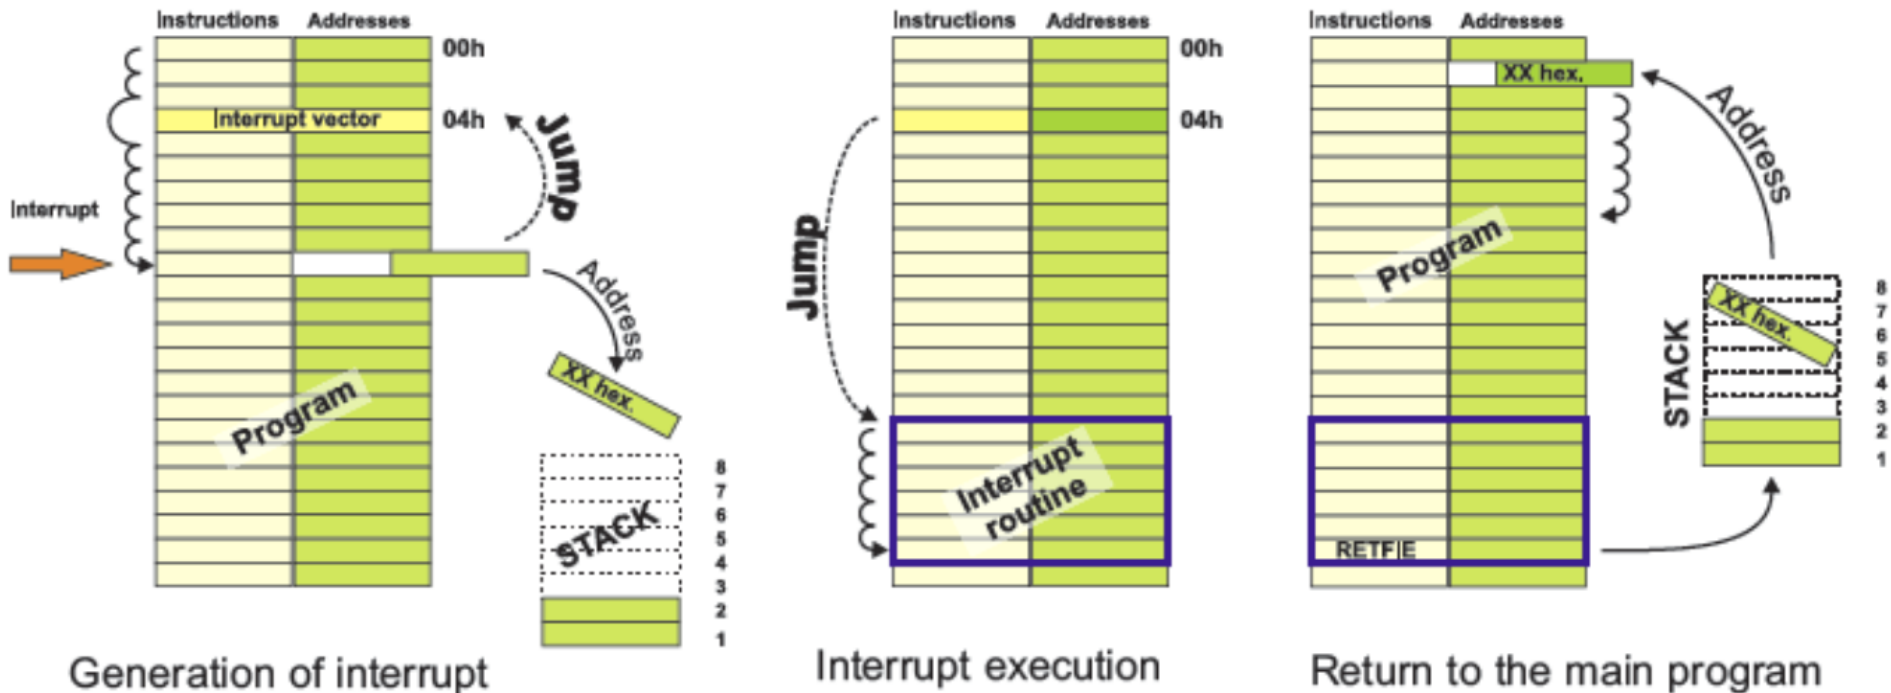 Instructions Addresses
00h
Interrupt vector 04h
Jump
Interrupt
Address
XX hex.
Program
STACK
8
7
6
5
4
3
2
1
Generation of interrupt
Instructions Addresses
00h
04h
Jump
Interrupt
routine
Interrupt execution
Instructions Addresses
XX hex.
Address
Program
STACK
XX hex.
8
7
6
5
4
3
2
1
RETFIE
Return to the main program